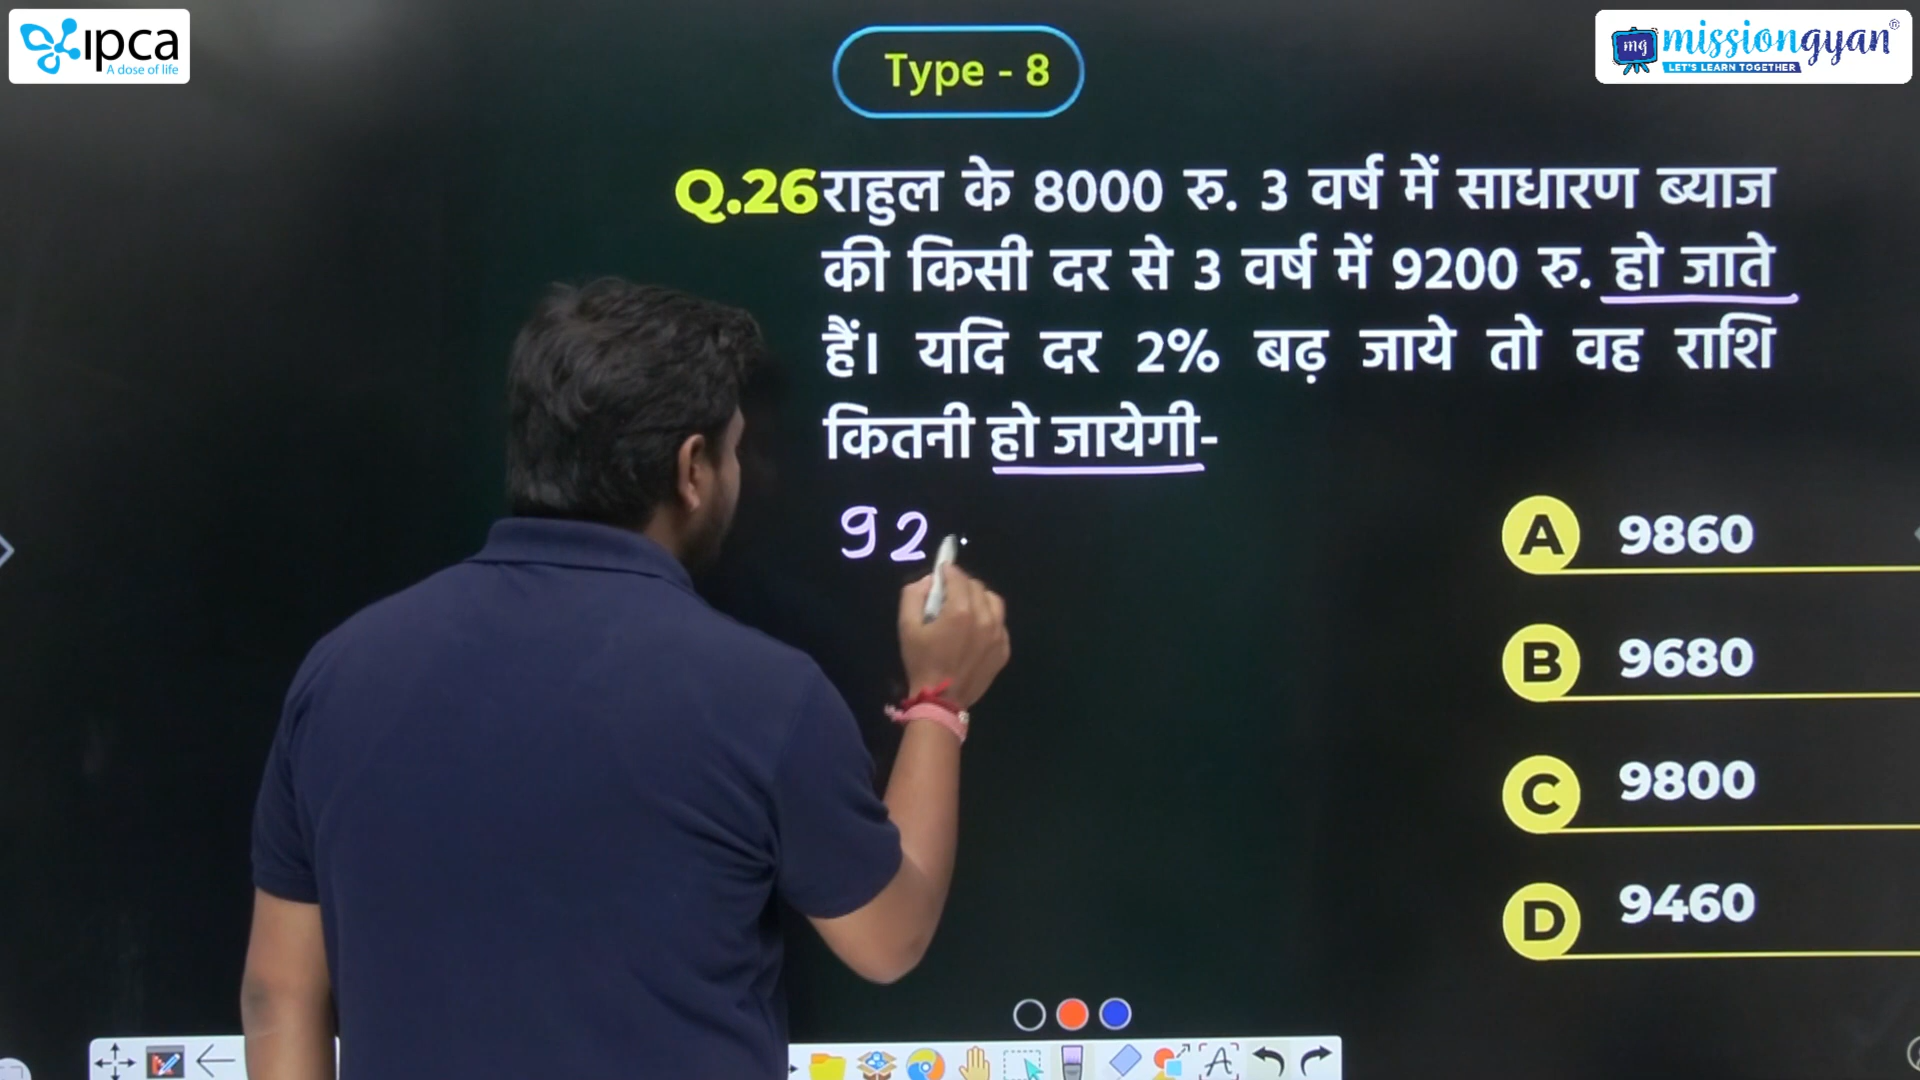 ipca
A dose of life
Type - 8
missiongyan®
mg
LET'S LEARN TOGETHER
Q.26 राहुल के 8000 रु. 3 वर्ष में साधारण ब्याज
की किसी दर से 3 वर्ष में 9200 रु. हो जाते
हैं। यदि दर 2% बढ़ जाये तो वह राशि
कितनी हो जायेगी-
92
A 9860
B 9680
C 9800
D 9460
A